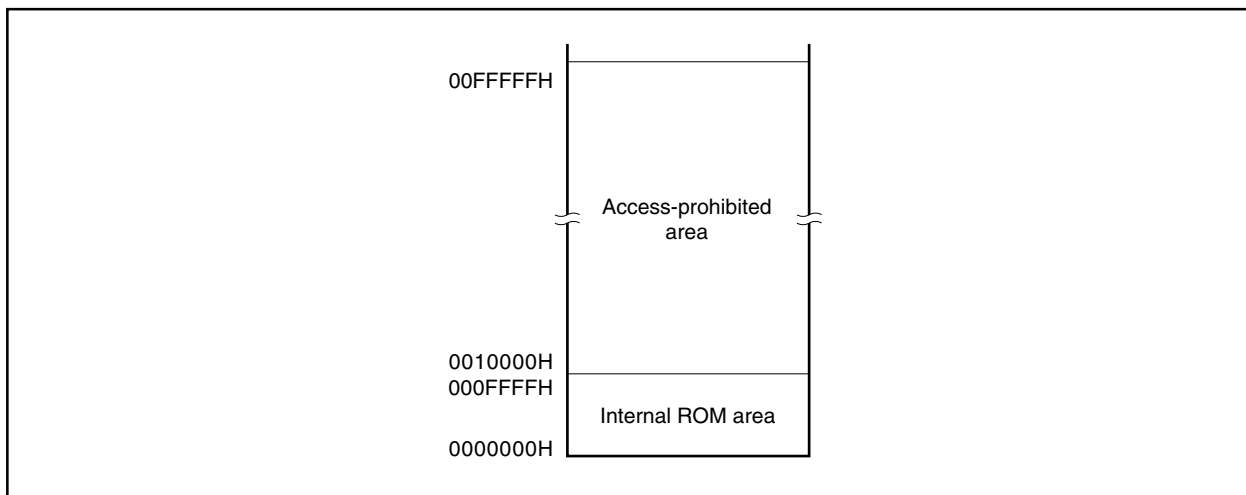 00FFFFFH
Access-prohibited
area
0010000H
000FFFFH
Internal ROM area
0000000H